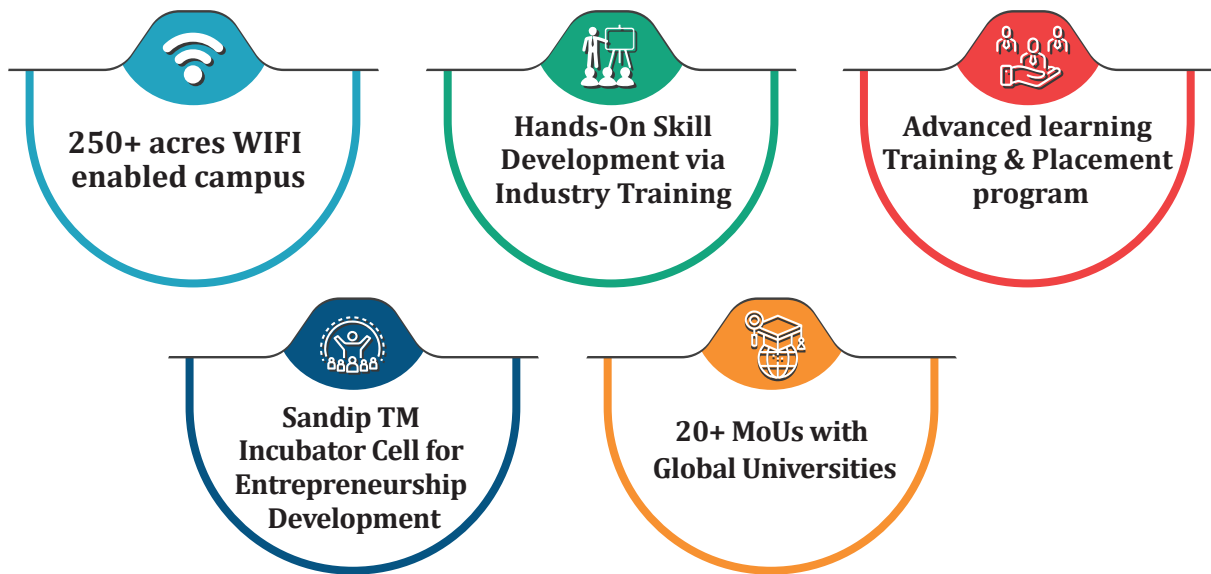 250+ acres WIFI
enabled campus
Hands-On Skill
Development via
Industry Training
Advanced learning
Training & Placement
program
Sandip TM
Incubator Cell for
Entrepreneurship
Development
20+ MoUs with
Global Universities